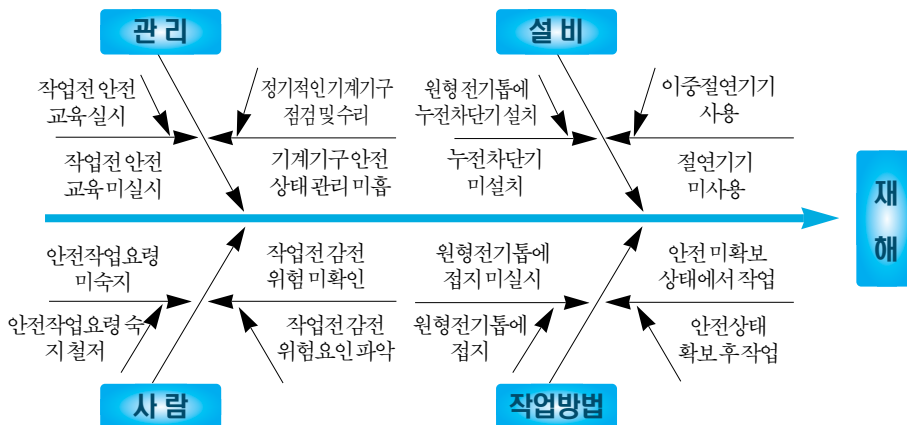 관 리
설 비
작업전 안전
교육 실시
정기적인 기계기구
점검 및 수리
원형 전기톱에
누전차단기 설치
이중절연기기
사용
작업전 안전
교육 미실시
기계기구 안전
상태 관리 미흡
누전차단기
미설치
절연기기
미사용
재
해
안전작업요령
미숙지
작업전 감전
위험 미확인
원형전기톱에
접지 미실시
안전 미확보
상태에서 작업
안전작업요령 숙
지 철저
작업전 감전
위험요인 파악
원형전기톱에
접지
안전상태
확보 후 작업
사 람
작업방법